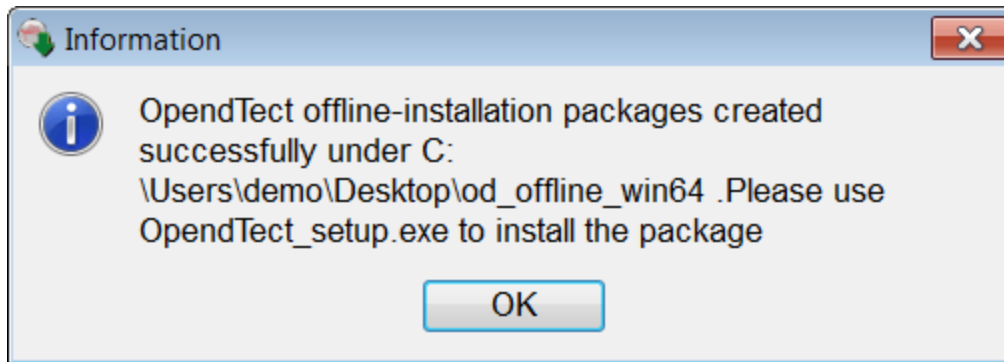 Information
OpendTect offline-installation packages created
successfully under C:
\Users\demo\Desktop\od_offline_win64 .Please use
OpendTect_setup.exe to install the package
OK